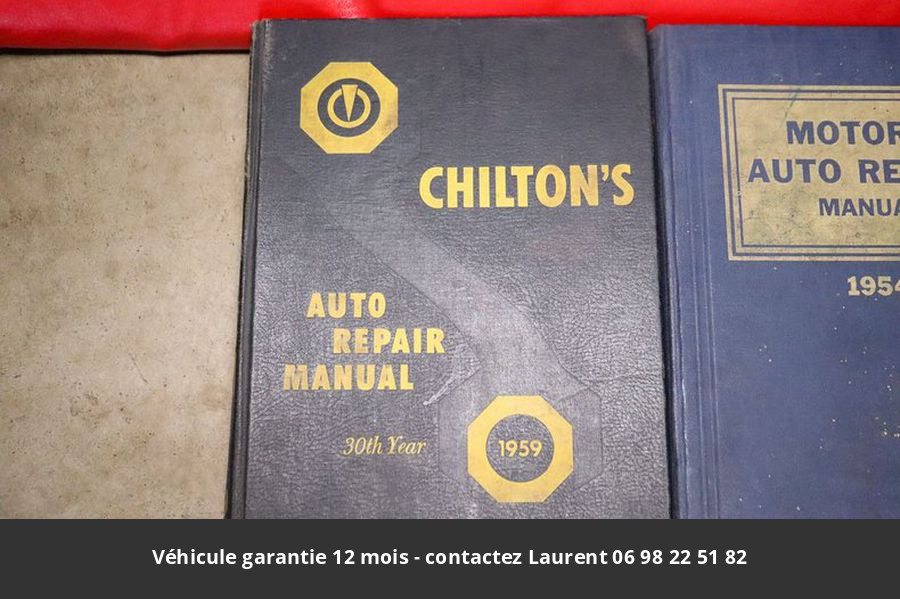 CHILTON'S
AUTO
REPAIR
MANUAL
30th Year
1959
MOTOR
AUTO RE
MANUA
1954
Véhicule garantie 12 mois - contactez Laurent 06 98 22 51 82